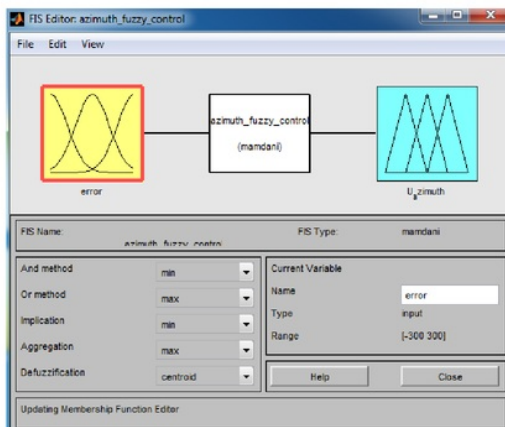 FIS Editor: azimuth_fuzzy_control
File Edit View
azimuth_fuzzy_control
(mamdani)
error
U_azimuth
FIS Name: azimuth_fuzzy_control
FIS Type: mamdani
And method min
Or method max
Implication min
Aggregation max
Defuzzification centroid
Current Variable
Name error
Type input
Range [-300 300]
Help Close
Updating Membership Function Editor